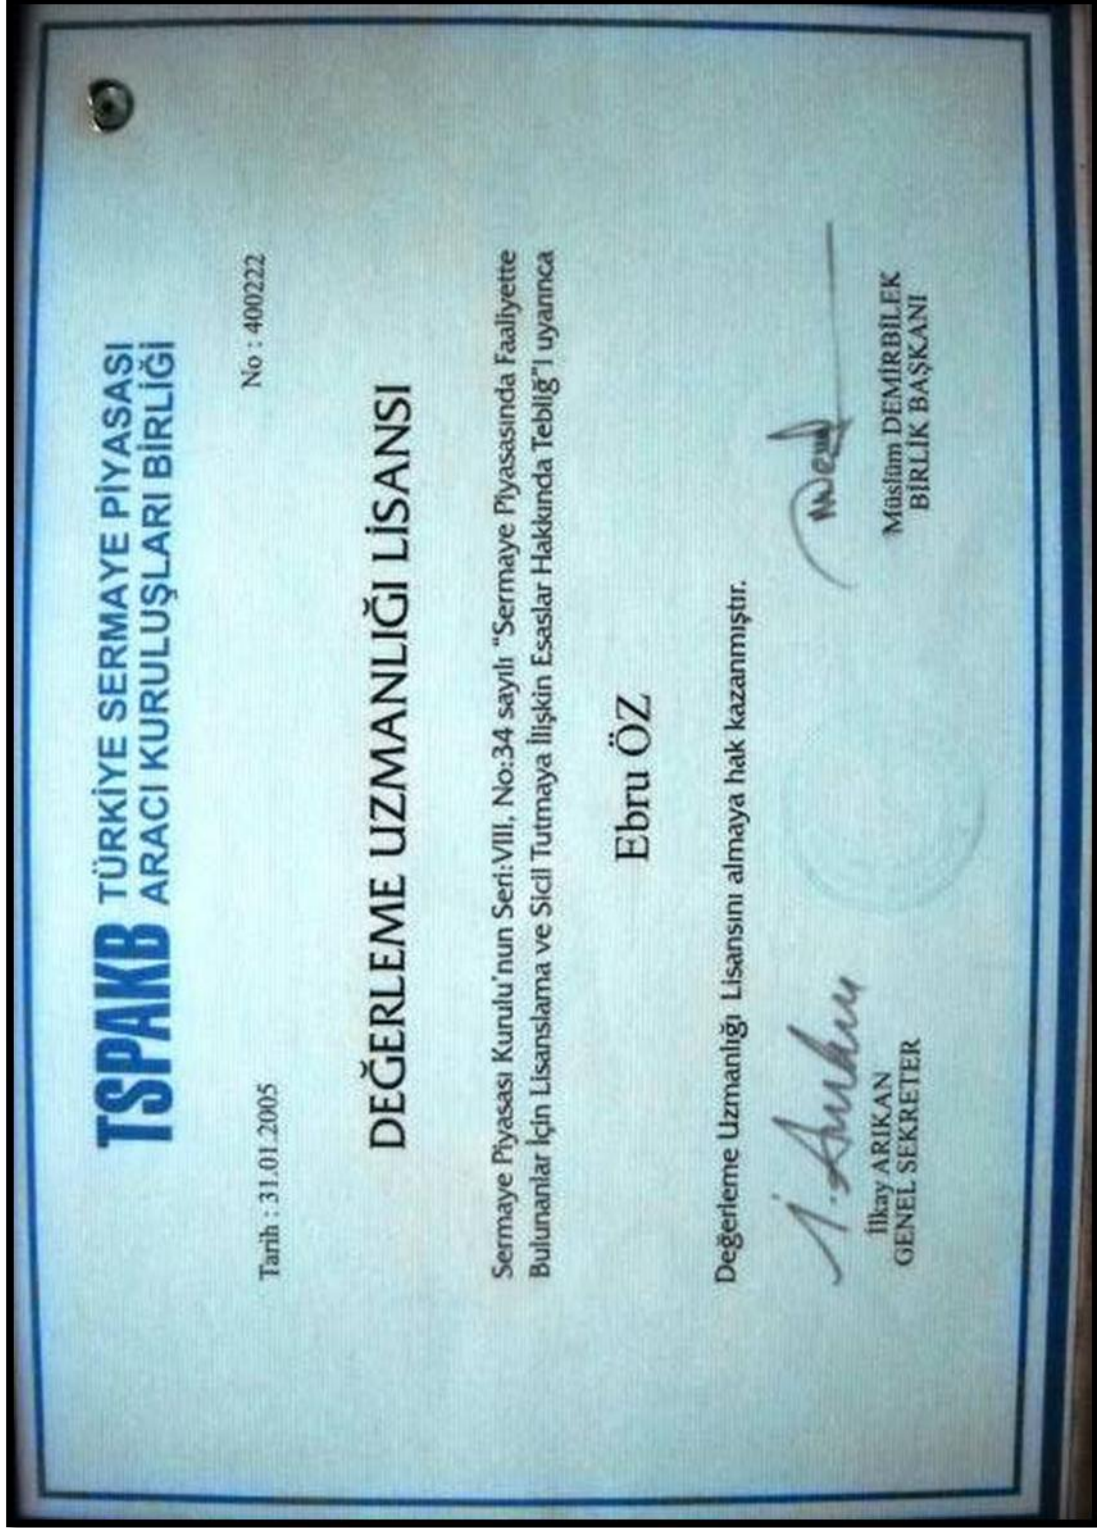 TSPAKB TÜRKİYE SERMAYE PİYASASI
ARACI KURULUŞLARI BİRLİĞİ
Tarih : 31.01.2005
No : 400222
DEĞERLEME UZMANLIĞI LİSANSI
Sermaye Piyasası Kurulu'nun Seri:VIII, No:34 sayılı “Sermaye Piyasasında Faaliyette
Bulunanlar İçin Lisanslama ve Sicil Tutmaya İlişkin Esaslar Hakkında Tebliğ”i uyarınca
Ebru ÖZ
Değerleme Uzmanlığı Lisansını almaya hak kazanmıştır.
İ. Arıkan
İlkay ARIKAN
GENEL SEKRETER
Müslüm DEMİRBİLEK
BİRLİK BAŞKANI